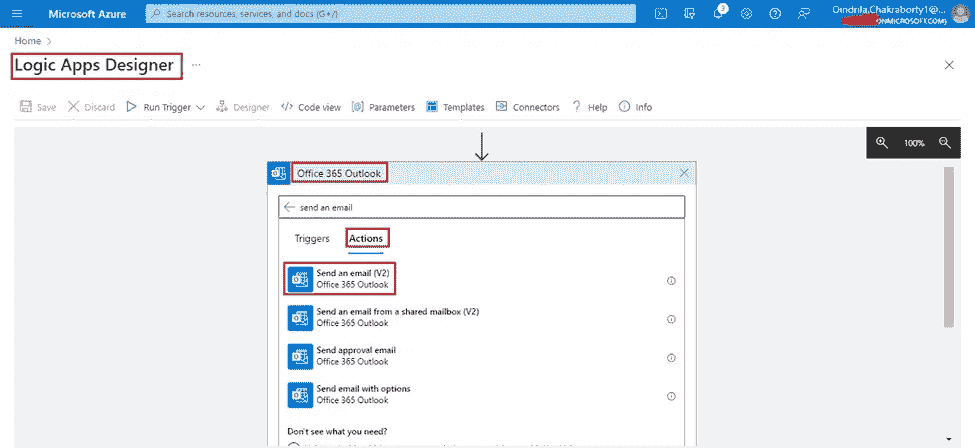 Microsoft Azure
Search resources, services, and docs (G+/)
3
Oindrila.Chakraborty1@...
ONMICROSOFT.COM)
Home >
Logic Apps Designer ...
Save Discard Run Trigger Designer Code view Parameters Templates Connectors Help Info
100%
Office 365 Outlook
send an email
Triggers Actions
Send an email (V2)
Office 365 Outlook
Send an email from a shared mailbox (V2)
Office 365 Outlook
Send approval email
Office 365 Outlook
Send email with options
Office 365 Outlook
Don't see what you need?